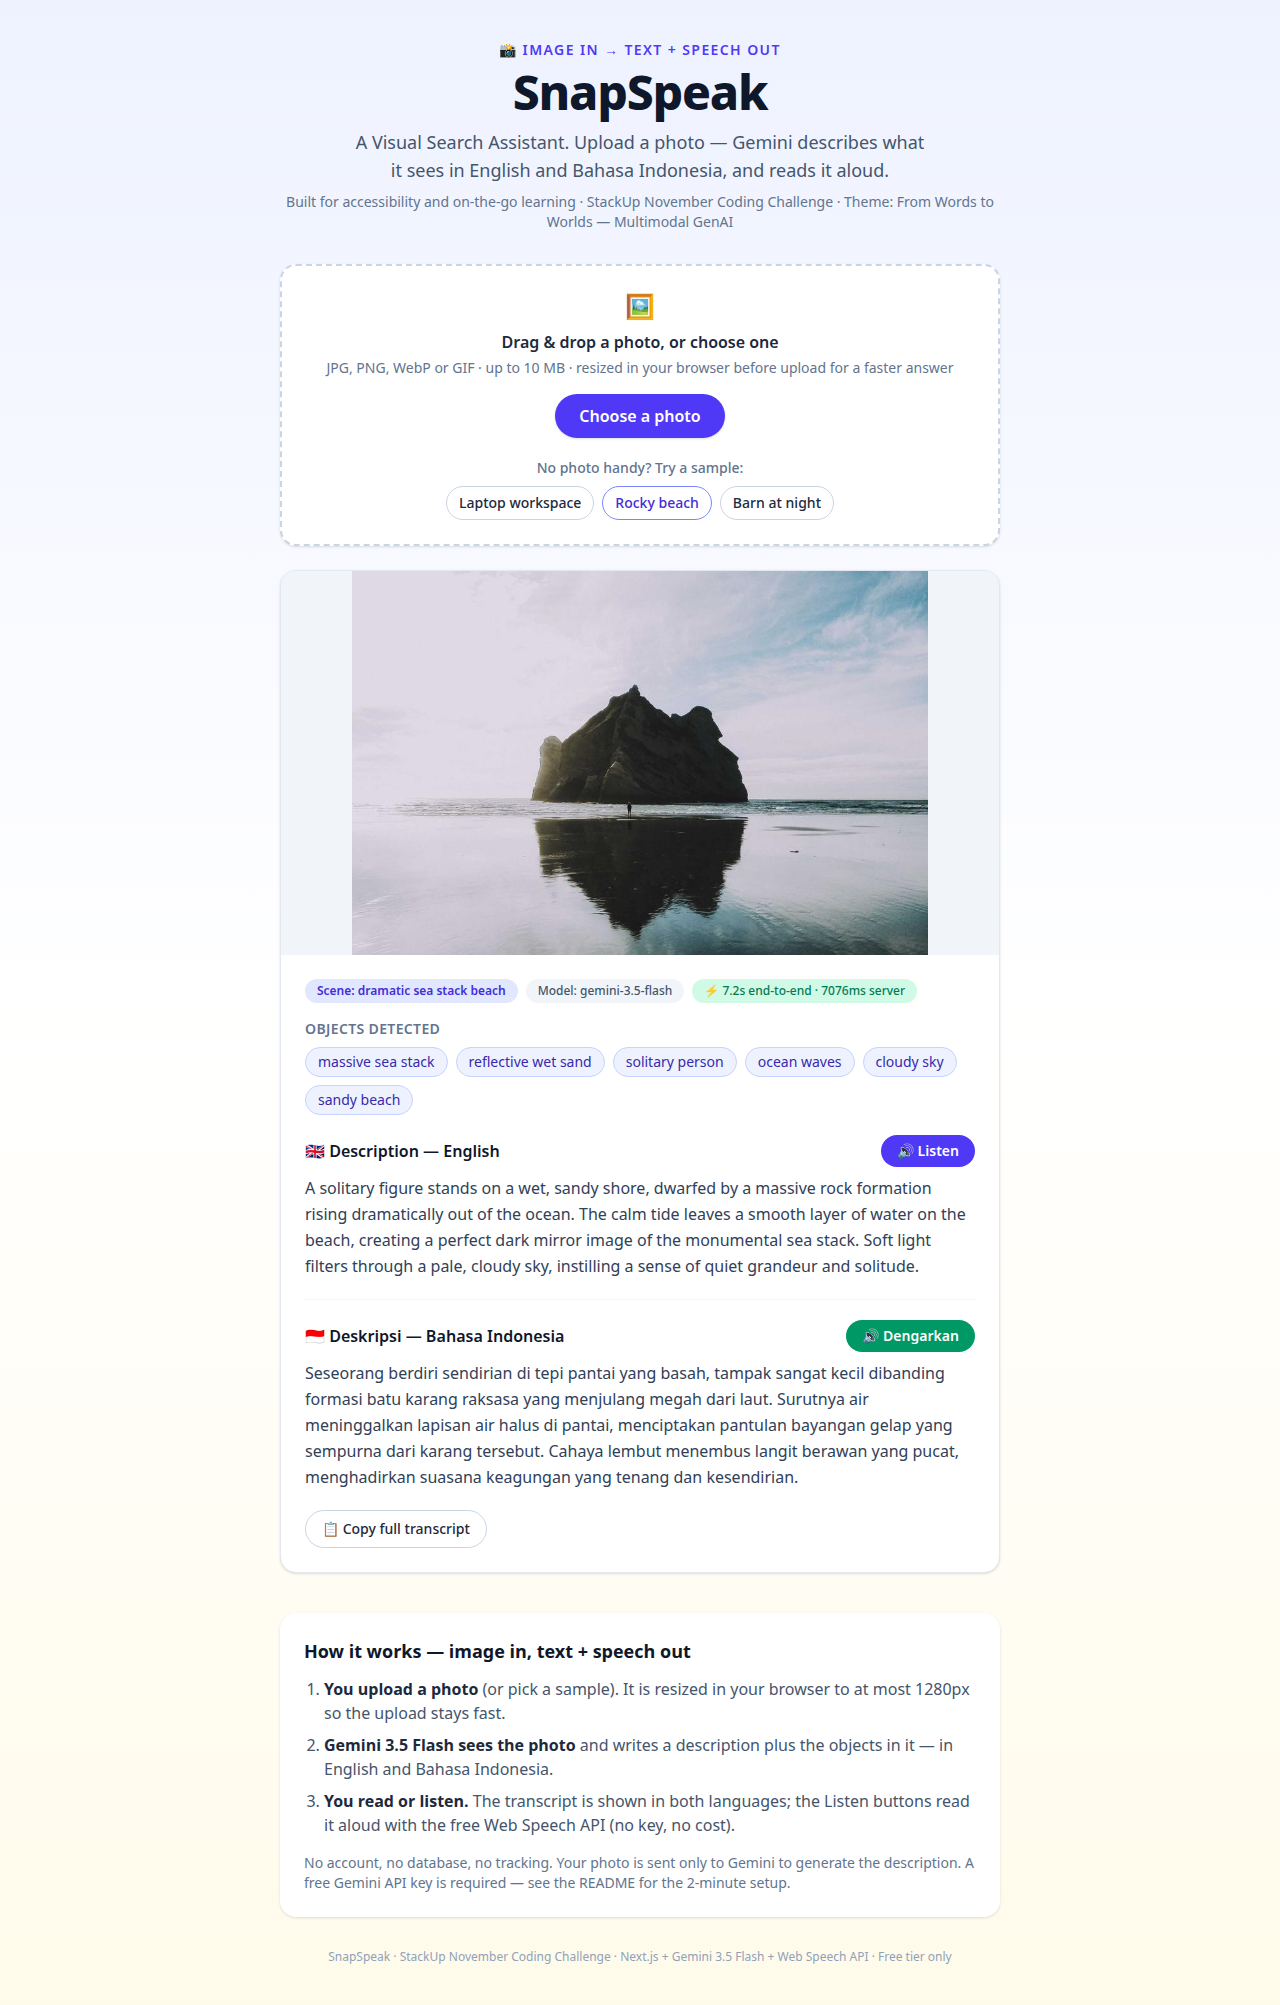 📸 IMAGE IN → TEXT + SPEECH OUT
SnapSpeak
A Visual Search Assistant. Upload a photo — Gemini describes what
it sees in English and Bahasa Indonesia, and reads it aloud.
Built for accessibility and on-the-go learning · StackUp November Coding Challenge · Theme: From Words to
Worlds — Multimodal GenAI
Drag & drop a photo, or choose one
JPG, PNG, WebP or GIF · up to 10 MB · resized in your browser before upload for a faster answer
Choose a photo
No photo handy? Try a sample:
Laptop workspace Rocky beach Barn at night
Scene: dramatic sea stack beach Model: gemini-3.5-flash ⚡ 7.2s end-to-end · 7076ms server
OBJECTS DETECTED
massive sea stack reflective wet sand solitary person ocean waves cloudy sky
sandy beach
🇬🇧 Description — English 🔊 Listen
A solitary figure stands on a wet, sandy shore, dwarfed by a massive rock formation
rising dramatically out of the ocean. The calm tide leaves a smooth layer of water on the
beach, creating a perfect dark mirror image of the monumental sea stack. Soft light
filters through a pale, cloudy sky, instilling a sense of quiet grandeur and solitude.
🇮🇩 Deskripsi — Bahasa Indonesia 🔊 Dengarkan
Seseorang berdiri sendirian di tepi pantai yang basah, tampak sangat kecil dibanding
formasi batu karang raksasa yang menjulang megah dari laut. Surutnya air
meninggalkan lapisan air halus di pantai, menciptakan pantulan bayangan gelap yang
sempurna dari karang tersebut. Cahaya lembut menembus langit berawan yang pucat,
menghadirkan suasana keagungan yang tenang dan kesendirian.
📋 Copy full transcript
How it works — image in, text + speech out
1. You upload a photo (or pick a sample). It is resized in your browser to at most 1280px
so the upload stays fast.
2. Gemini 3.5 Flash sees the photo and writes a description plus the objects in it — in
English and Bahasa Indonesia.
3. You read or listen. The transcript is shown in both languages; the Listen buttons read
it aloud with the free Web Speech API (no key, no cost).
No account, no database, no tracking. Your photo is sent only to Gemini to generate the description. A
free Gemini API key is required — see the README for the 2-minute setup.
SnapSpeak · StackUp November Coding Challenge · Next.js + Gemini 3.5 Flash + Web Speech API · Free tier only